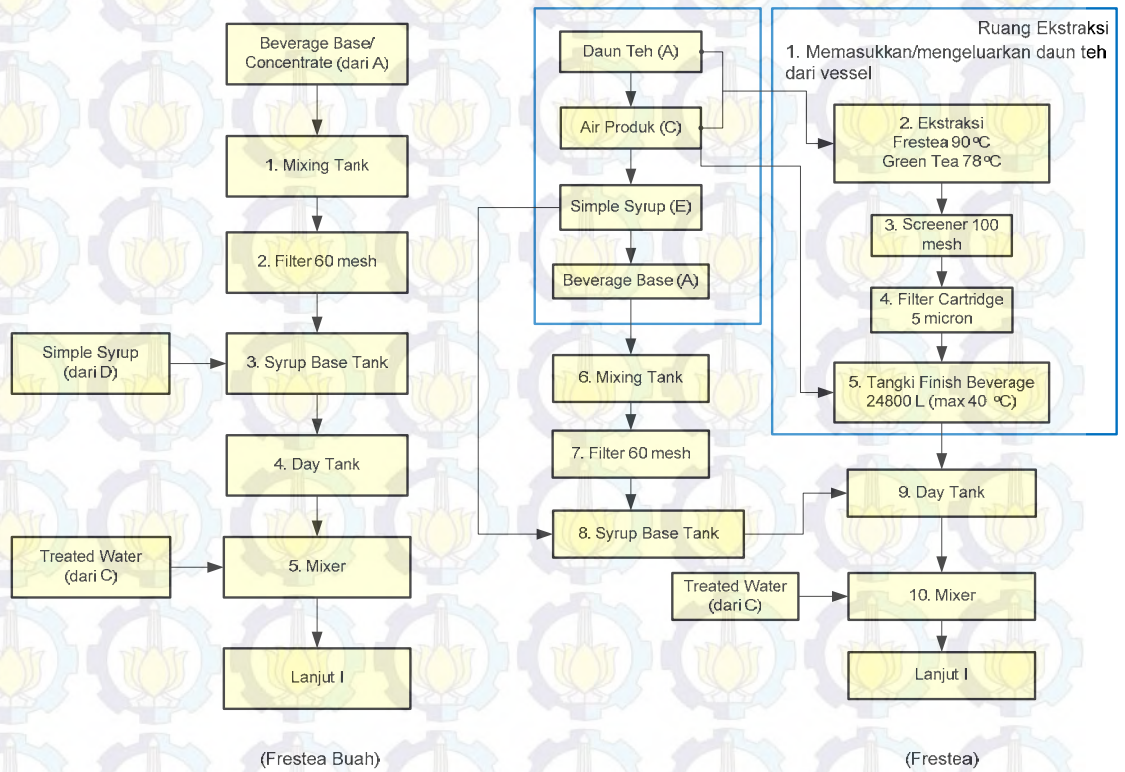 Beverage Base/
Concentrate (dari A)
1. Mixing Tank
2. Filter 60 mesh
Simple Syrup
(dari D)
3. Syrup Base Tank
4. Day Tank
Treated Water
(dari C)
5. Mixer
Lanjut I
(Frestea Buah)
Daun Teh (A)
Air Produk (C)
Simple Syrup (E)
Beverage Base (A)
6. Mixing Tank
7. Filter 60 mesh
8. Syrup Base Tank
Ruang Ekstraksi
1. Memasukkan/mengeluarkan daun teh
dari vessel
2. Ekstraksi
Frestea 90 ºC
Green Tea 78ºC
3. Screener 100
mesh
4. Filter Cartridge
5 micron
5. Tangki Finish Beverage
24800 L (max 40 ºC)
9. Day Tank
Treated Water
(dari C)
10. Mixer
Lanjut I
(Frestea)